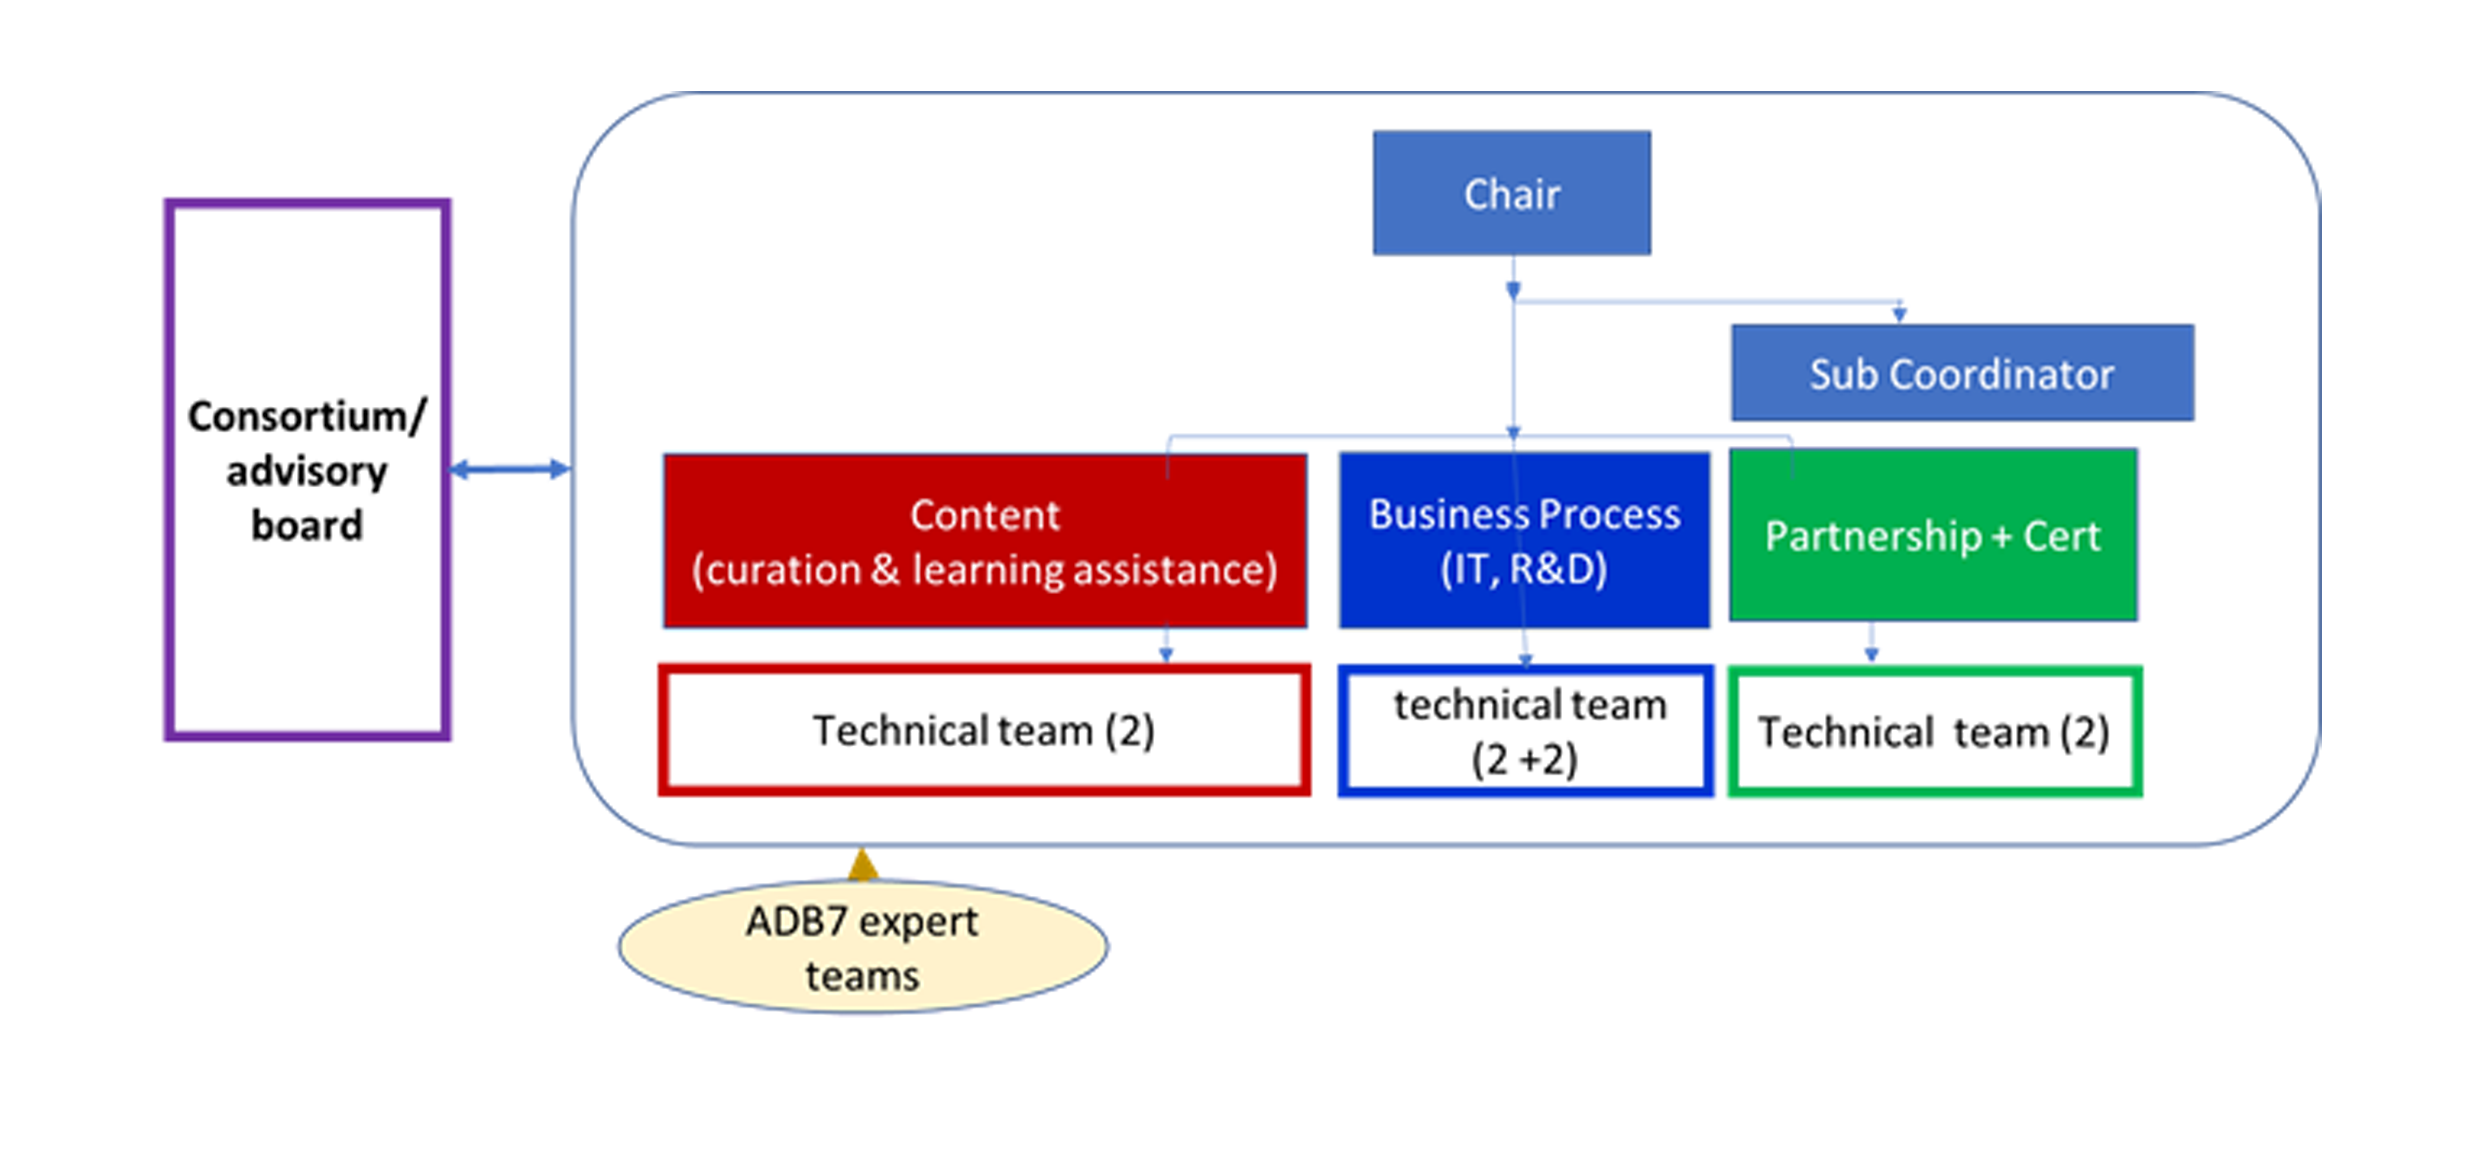 Chair
Sub Coordinator
Consortium/
advisory
board
Content
(curation & learning assistance)
Business Process
(IT, R&D)
Partnership + Cert
Technical team (2)
technical team
(2 +2)
Technical  team (2)
ADB7 expert
teams